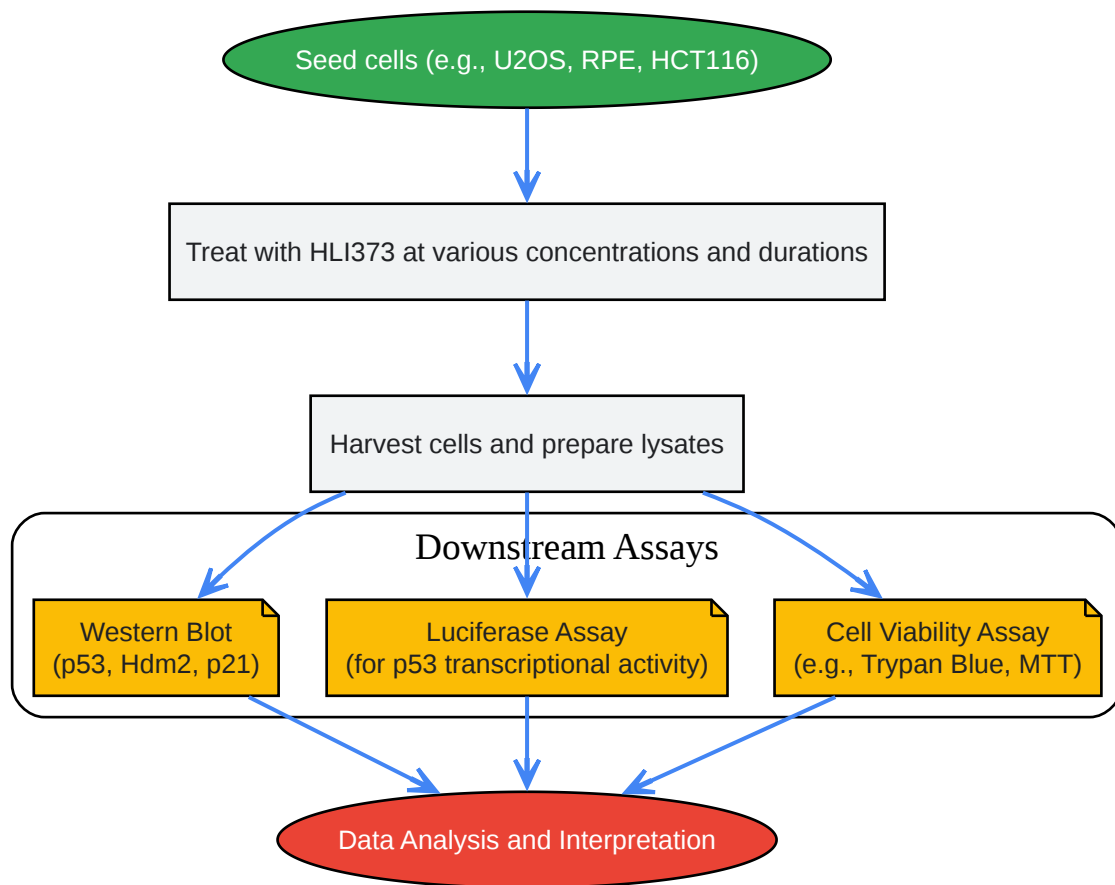 Seed cells (e.g., U2OS, RPE, HCT116)
Treat with HLI373 at various concentrations and durations
Harvest cells and prepare lysates
Downstream Assays
Western Blot
(p53, Hdm2, p21)
Luciferase Assay
(for p53 transcriptional activity)
Cell Viability Assay
(e.g., Trypan Blue, MTT)
Data Analysis and Interpretation